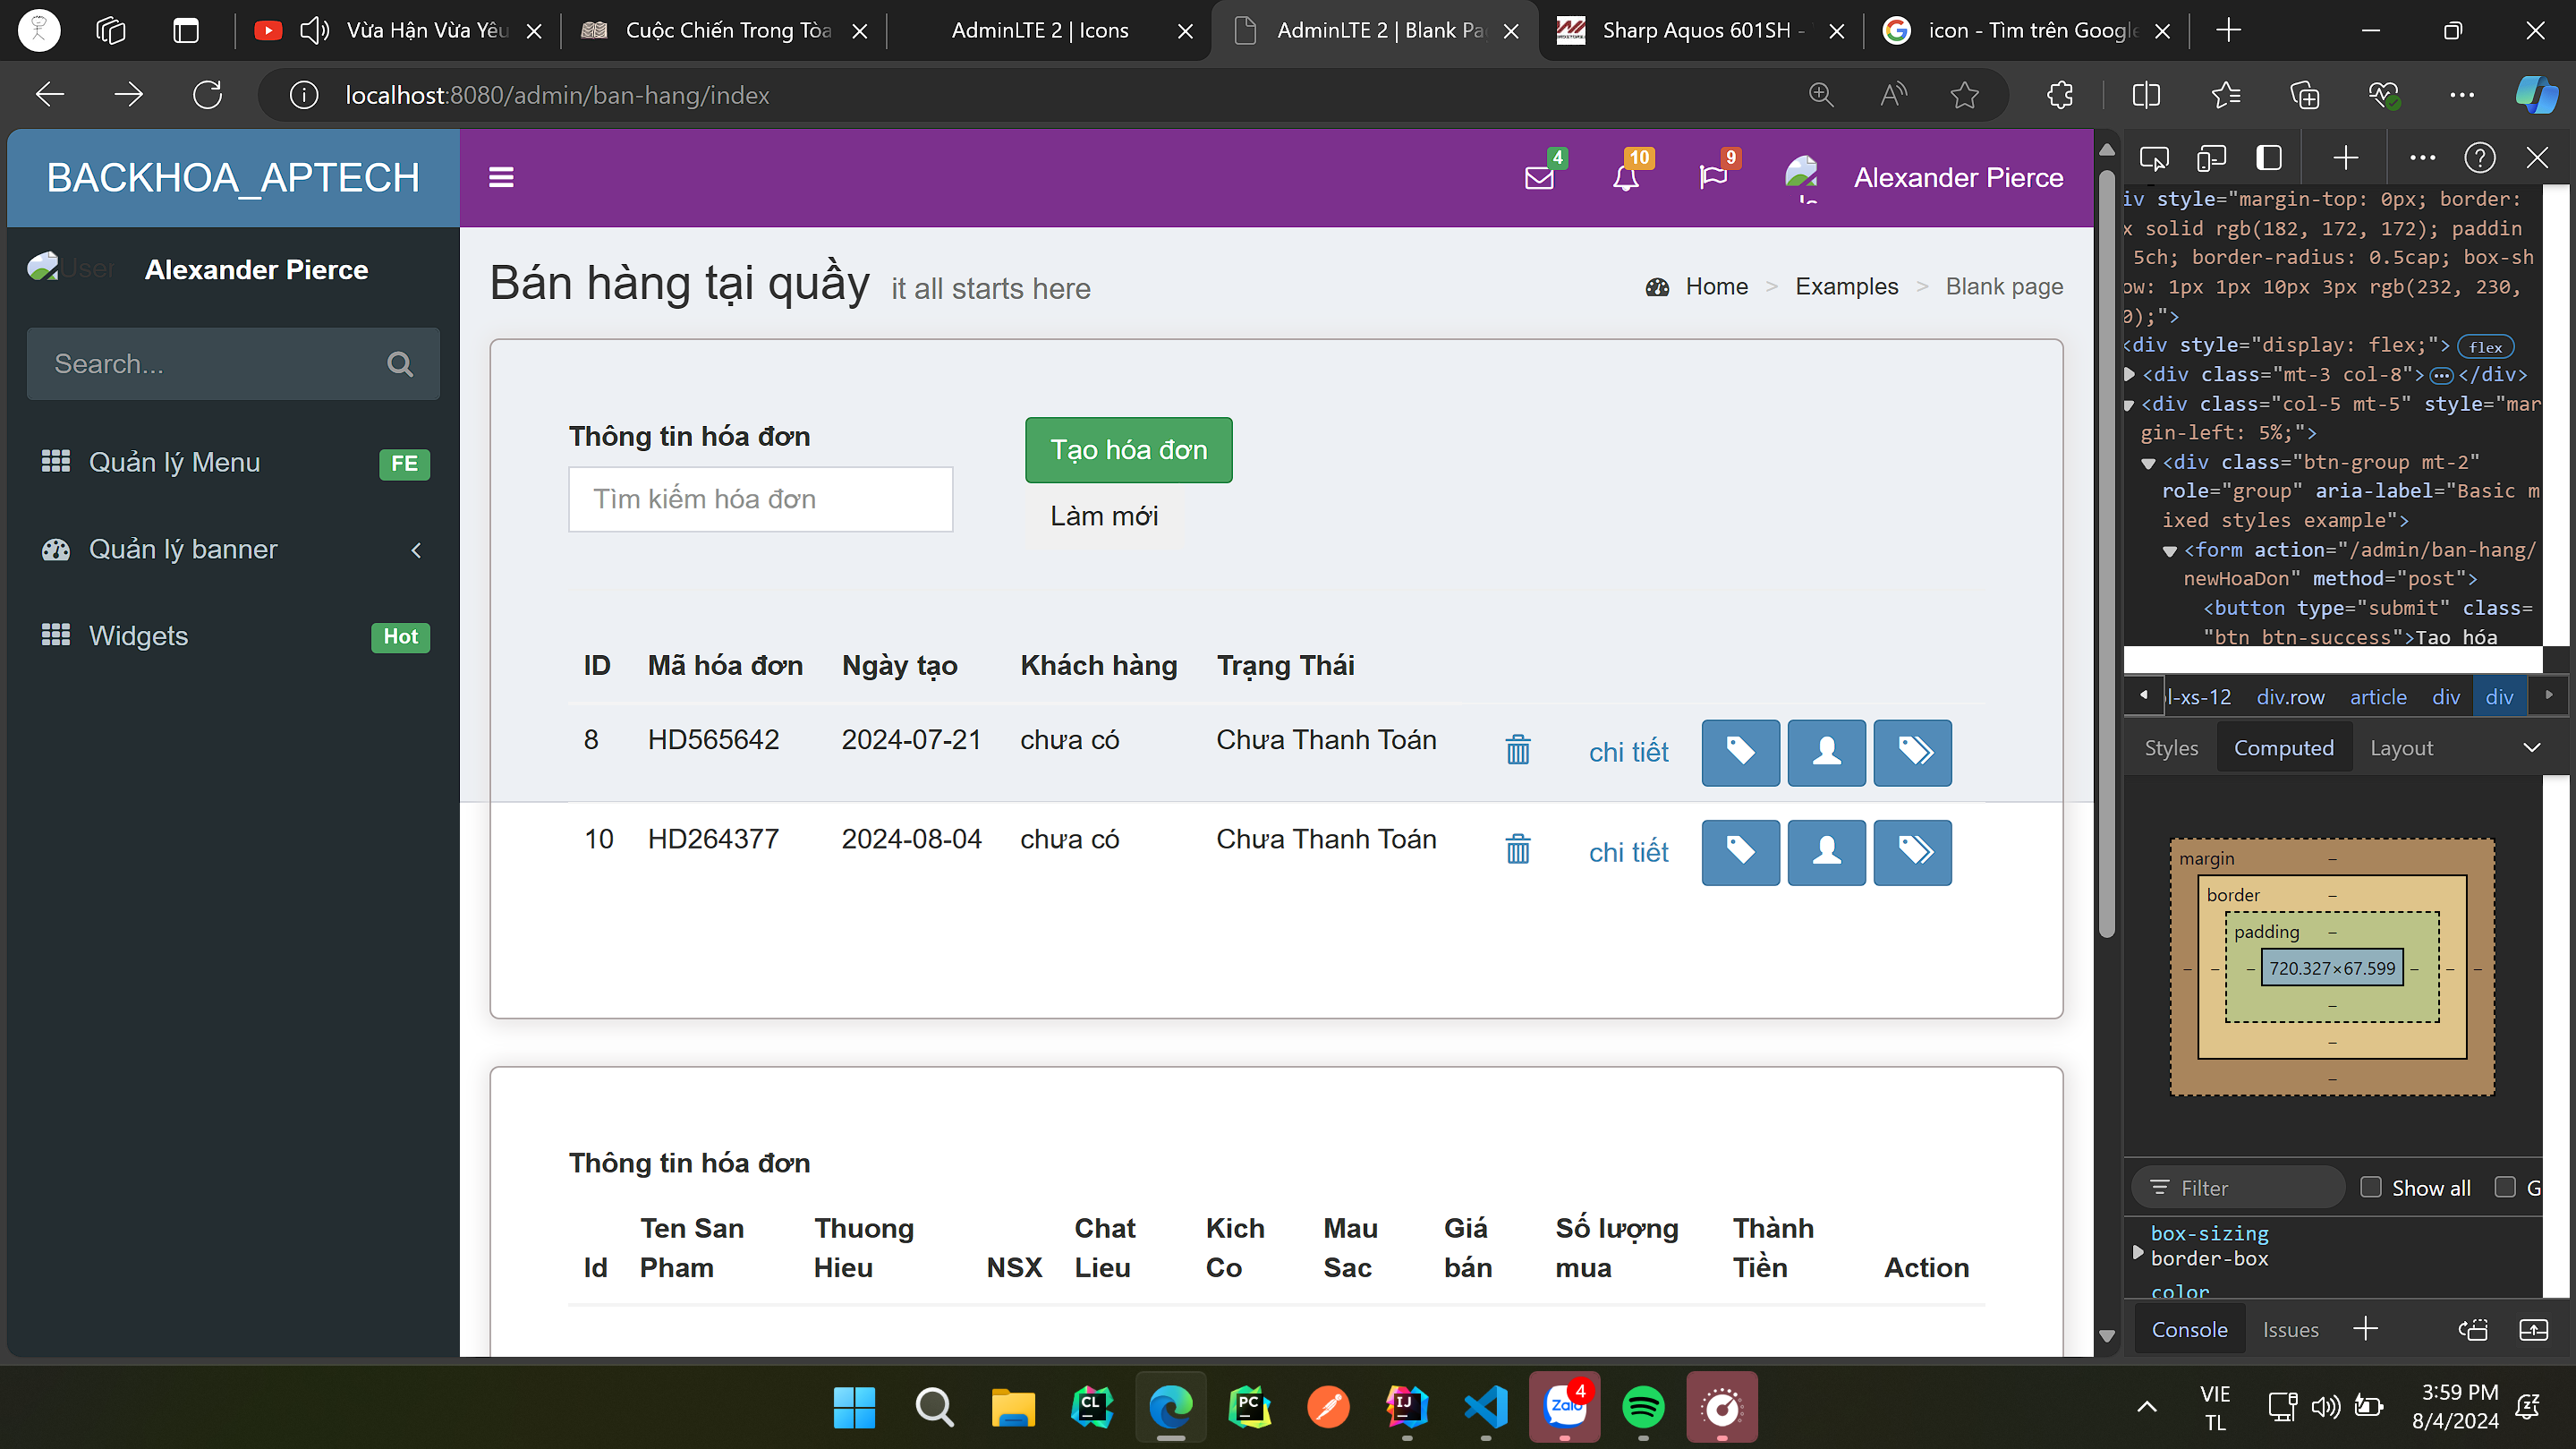 Vừa Hận Vừa Yêu
Cuộc Chiến Trong Tòa
AdminLTE 2 | Icons
AdminLTE 2 | Blank Pa
Sharp Aquos 601SH -
icon - Tìm trên Google
localhost:8080/admin/ban-hang/index
BACKHOA_APTECH
4
10
9
Alexander Pierce
User
Alexander Pierce
Search...
Quản lý Menu
FE
Quản lý banner
Widgets
Hot
Bán hàng tại quầy it all starts here
Home > Examples > Blank page
Thông tin hóa đơn
Tìm kiếm hóa đơn
Tạo hóa đơn
Làm mới
ID Mã hóa đơn Ngày tạo Khách hàng Trạng Thái
8 HD565642 2024-07-21 chưa có Chưa Thanh Toán chi tiết
10 HD264377 2024-08-04 chưa có Chưa Thanh Toán chi tiết
Thông tin hóa đơn
Id Ten San Pham Thuong Hieu NSX Chat Lieu Kich Co Mau Sac Giá bán Số lượng mua Thành Tiền Action
iv style="margin-top: 0px; border:
x solid rgb(182, 172, 172); paddin
5ch; border-radius: 0.5cap; box-sh
ow: 1px 1px 10px 3px rgb(232, 230,
0);">
<div style="display: flex;"> flex
<div class="mt-3 col-8"> ••• </div>
<div class="col-5 mt-5" style="mar
gin-left: 5%;">
<div class="btn-group mt-2"
role="group" aria-label="Basic m
ixed styles example">
<form action="/admin/ban-hang/
newHoaDon" method="post">
<button type="submit" class=
"btn btn-success">Tạo hóa
l-xs-12 div.row article div div
Styles Computed Layout
margin –
border –
padding –
– – – 720.327×67.599 – – –
–
–
–
Filter
Show all
G
box-sizing
border-box
color
Console Issues
CL
PC
IJ
Zalo
4
VIE
TL
3:59 PM
8/4/2024